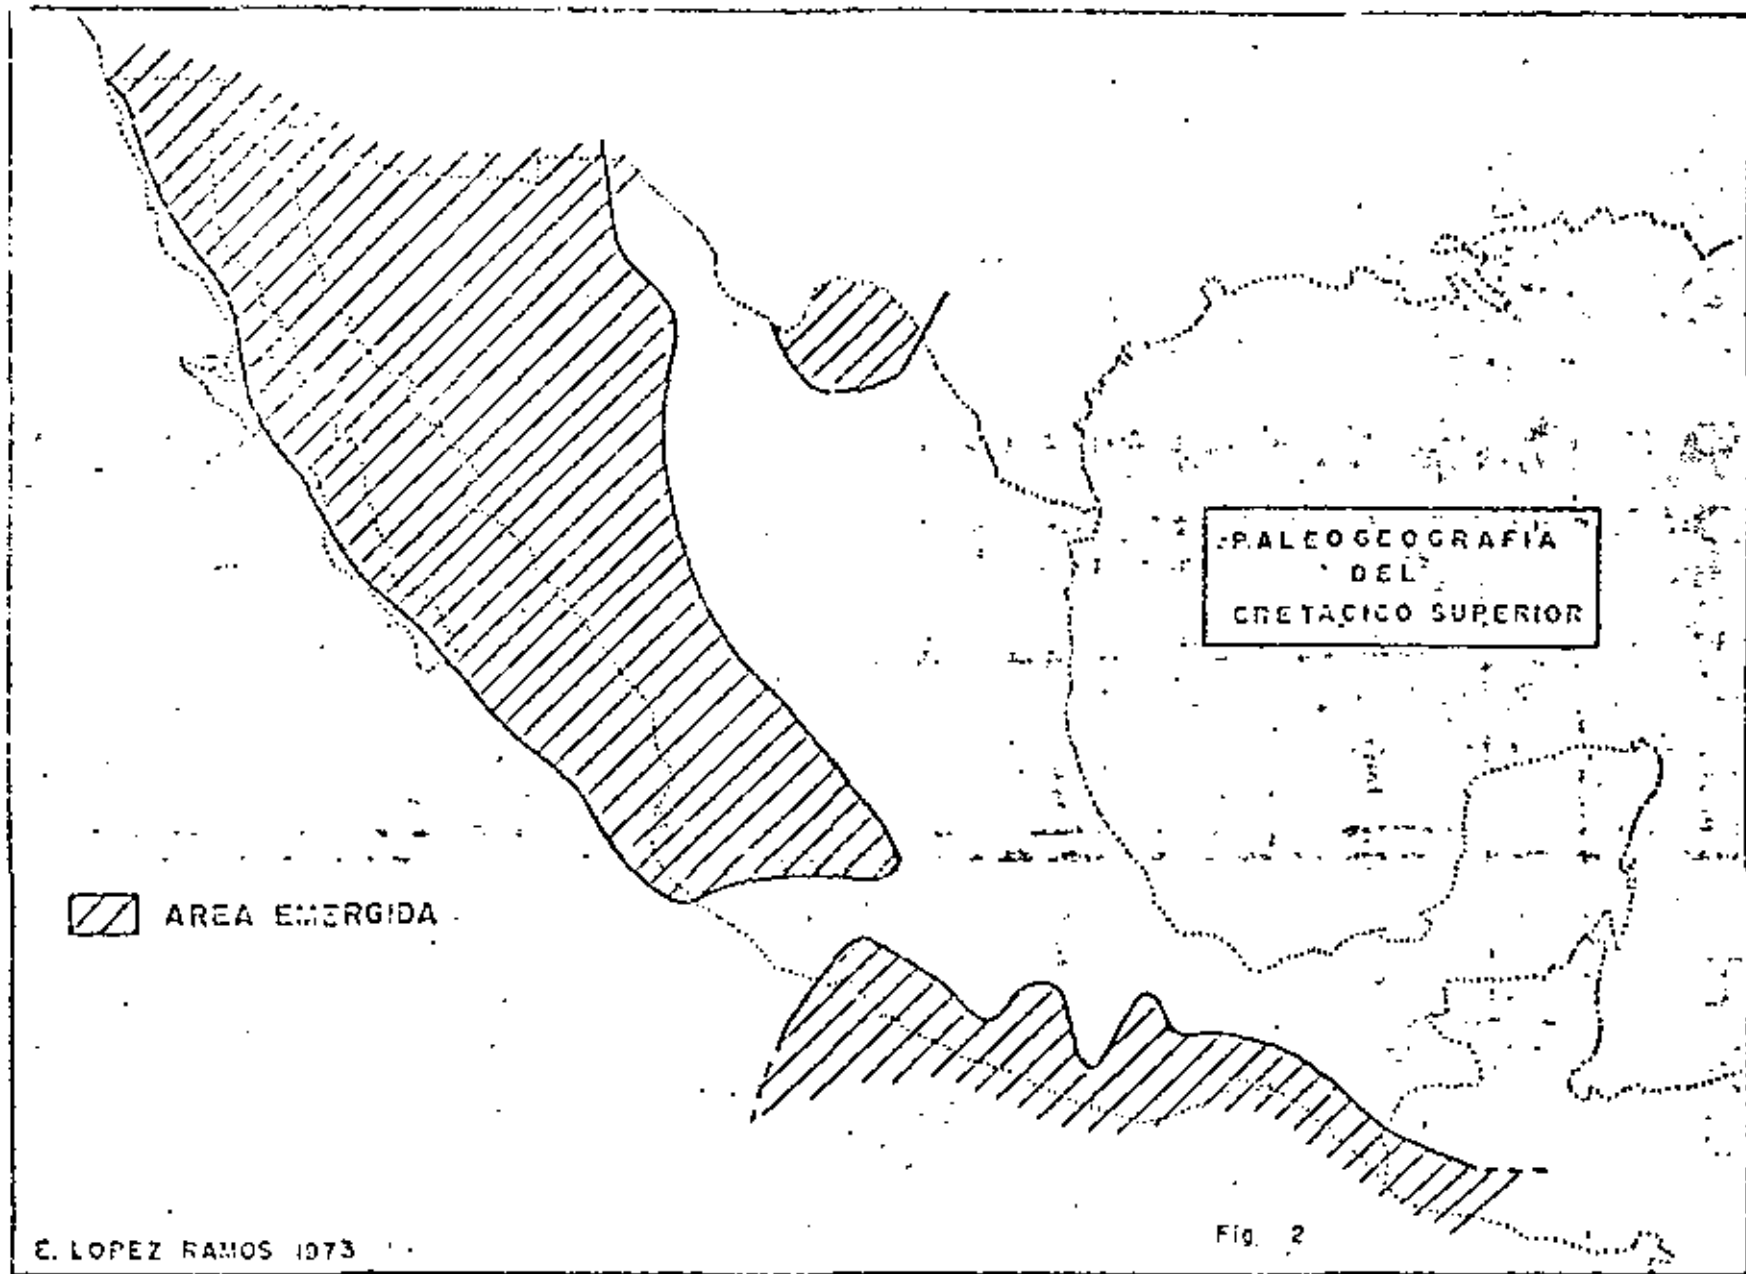 PALEOGEOGRAFIA
DEL
CRETACICO SUPERIOR
AREA EMERGIDA
Fig. 2
E. LOPEZ RAMOS 1973